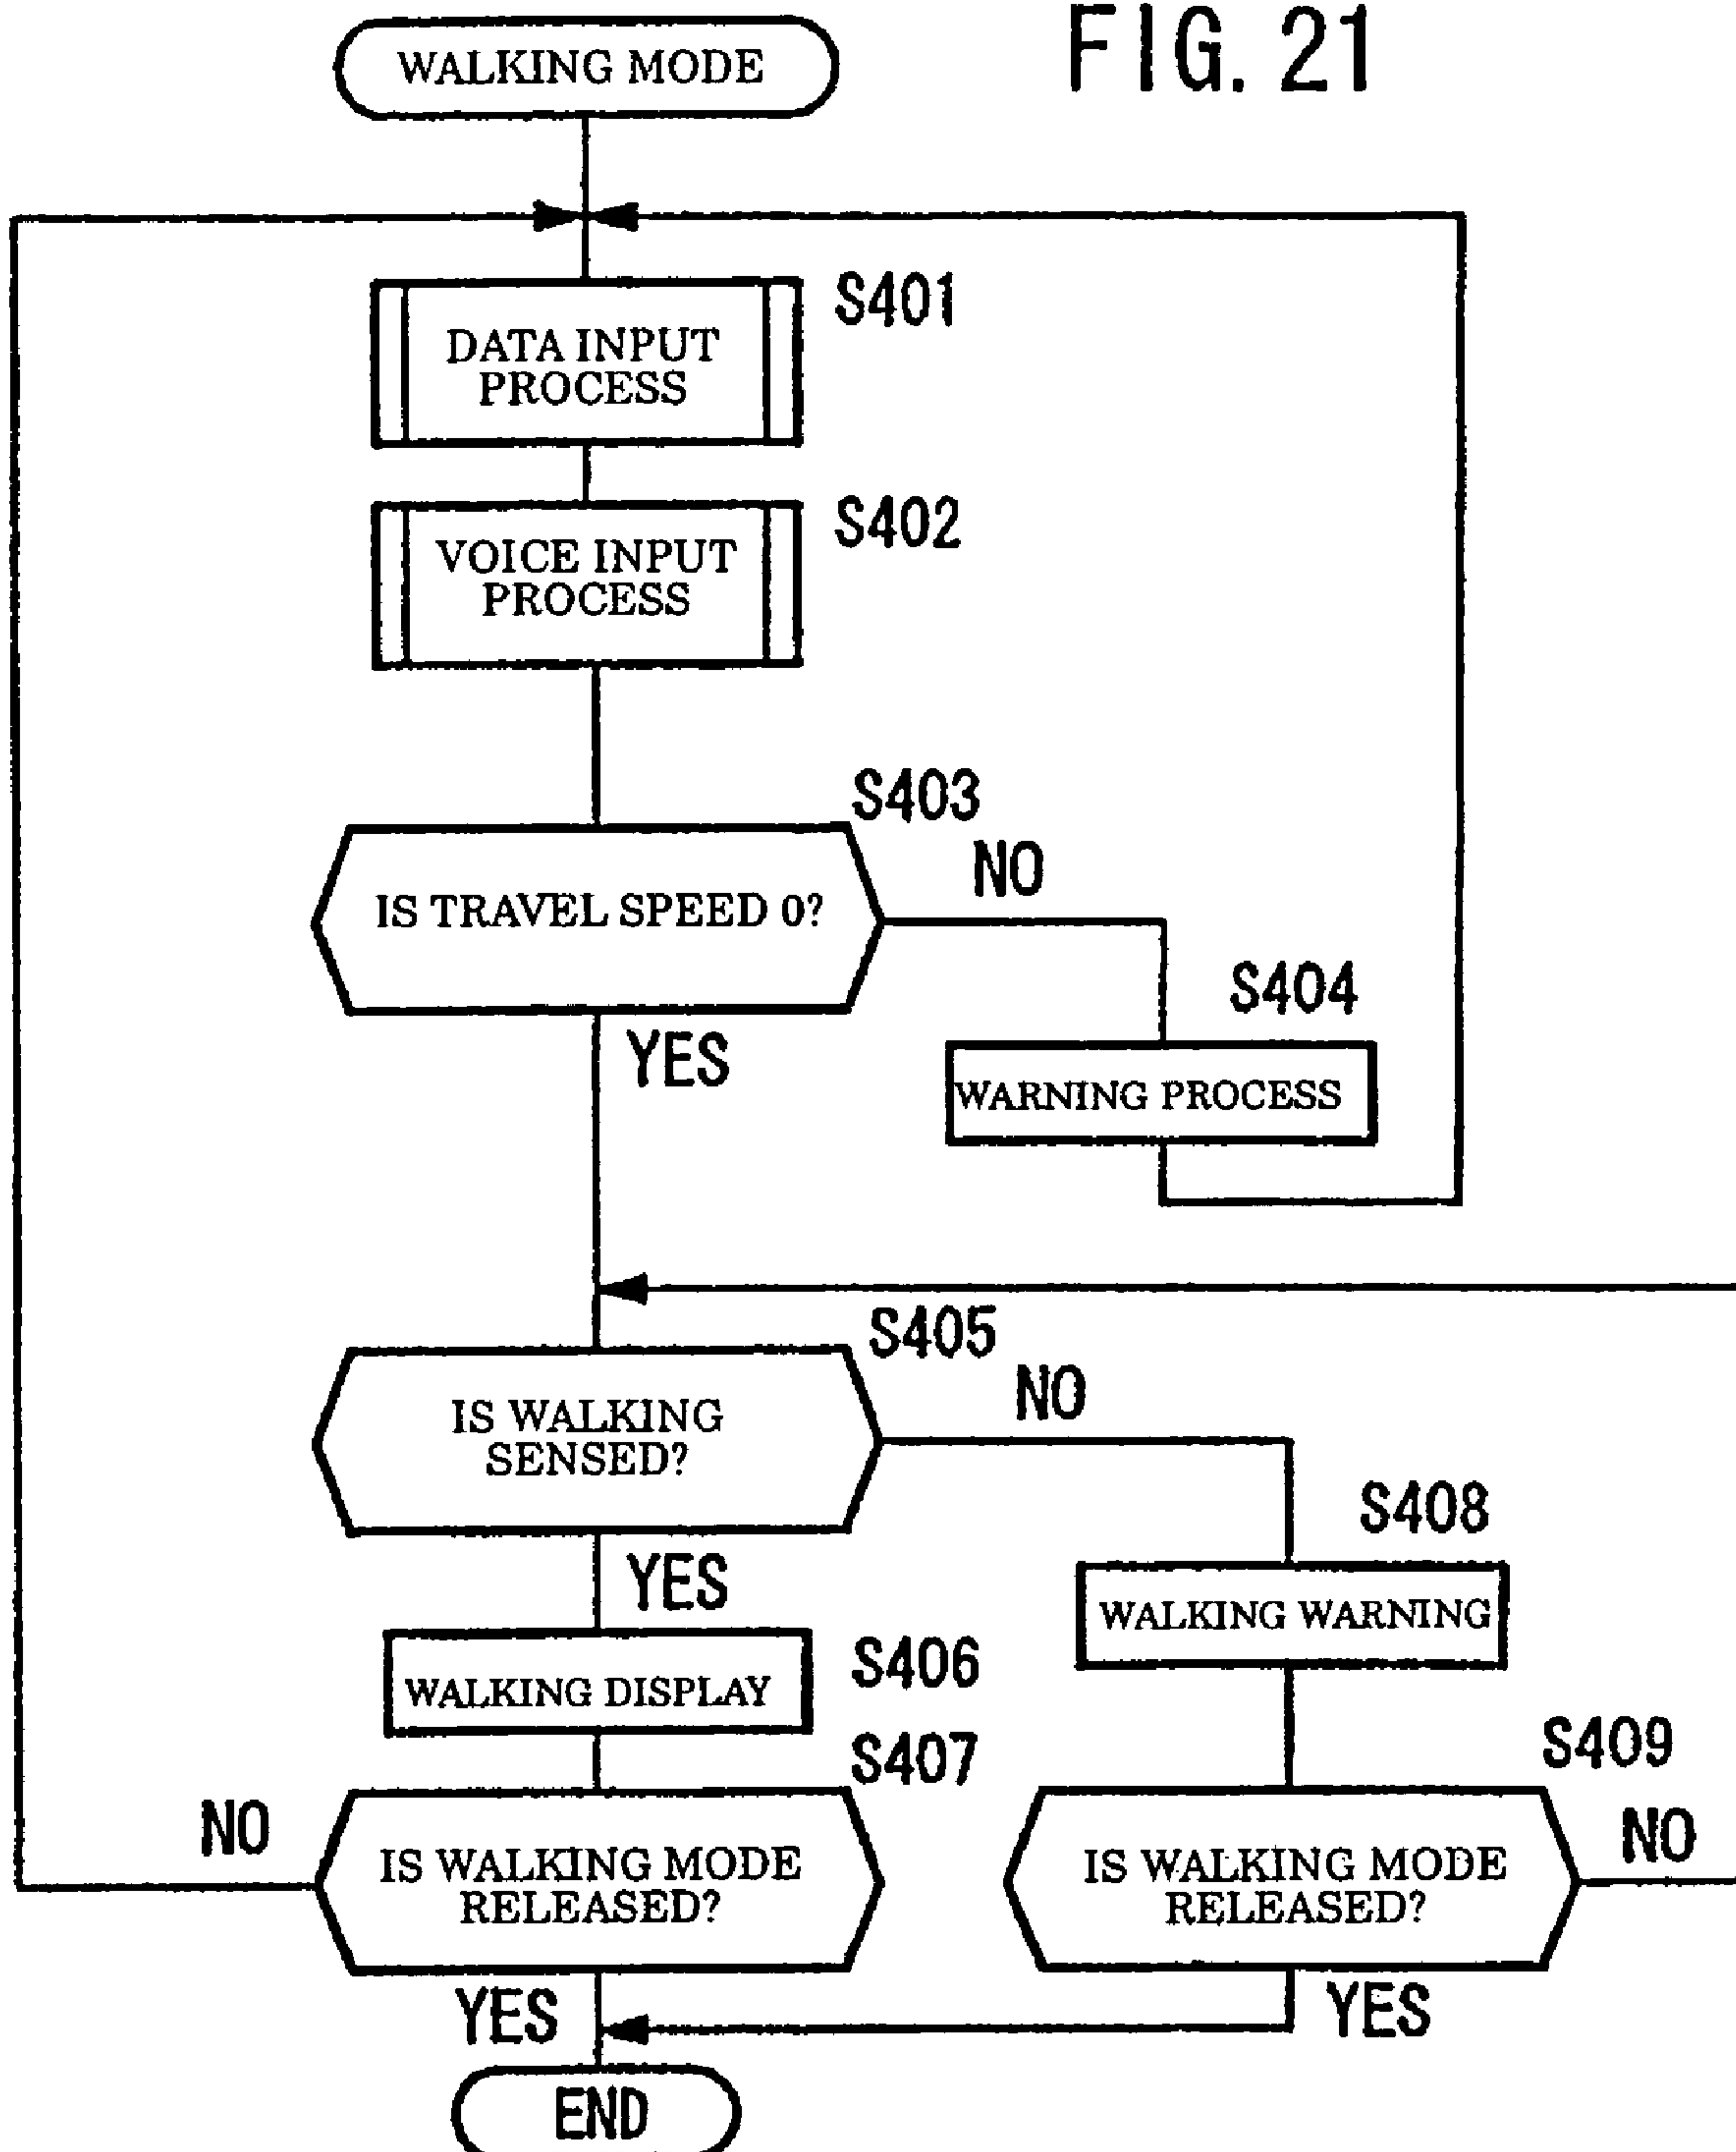 FIG. 21
WALKING MODE
S401
DATA INPUT
PROCESS
S402
VOICE INPUT
PROCESS
S403
IS TRAVEL SPEED 0?
NO
YES
S404
WARNING PROCESS
S405
IS WALKING
SENSED?
NO
YES
S408
WALKING WARNING
S406
WALKING DISPLAY
S407
IS WALKING MODE
RELEASED?
NO
YES
S409
IS WALKING MODE
RELEASED?
NO
YES
END